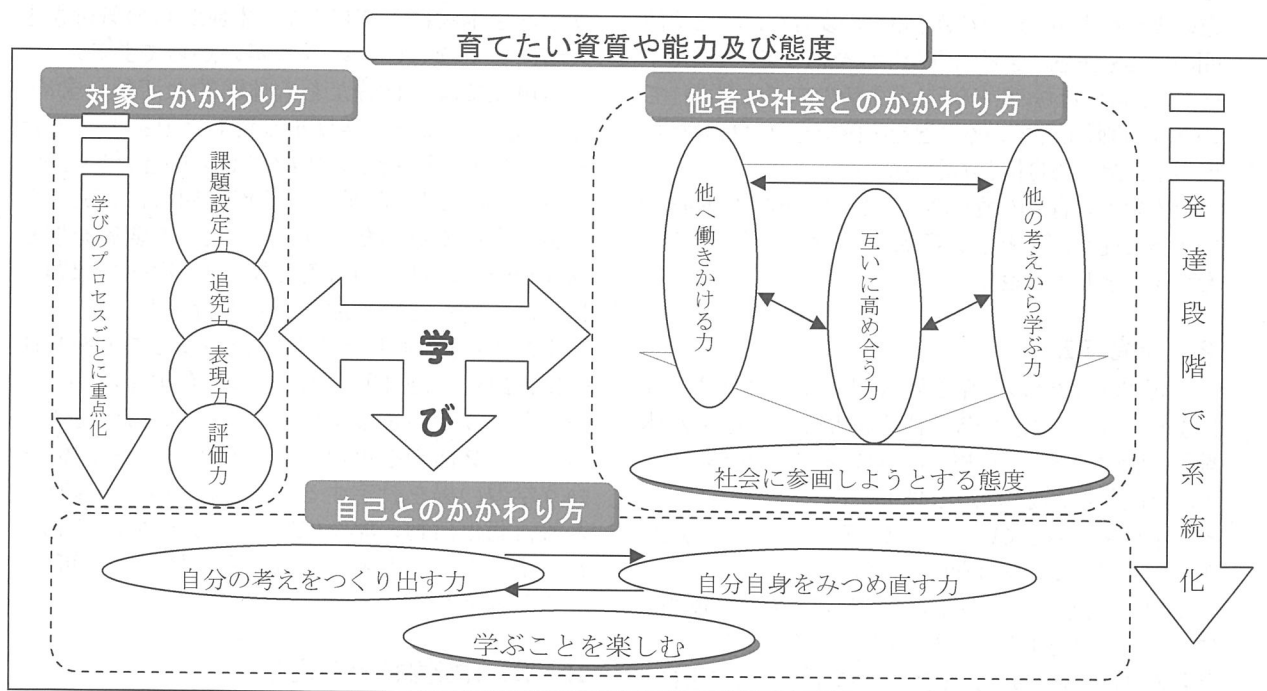 育てたい資質や能力及び態度
対象とかかわり方
学びのプロセスごとに重点化
課題設定力
追究力
表現力
評価力
学び
他者や社会とのかかわり方
他へ働きかける力
互いに高め合う力
他の考えから学ぶ力
社会に参画しようとする態度
発達段階で系統化
自己とのかかわり方
自分の考えをつくり出す力
自分自身をみつめ直す力
学ぶことを楽しむ